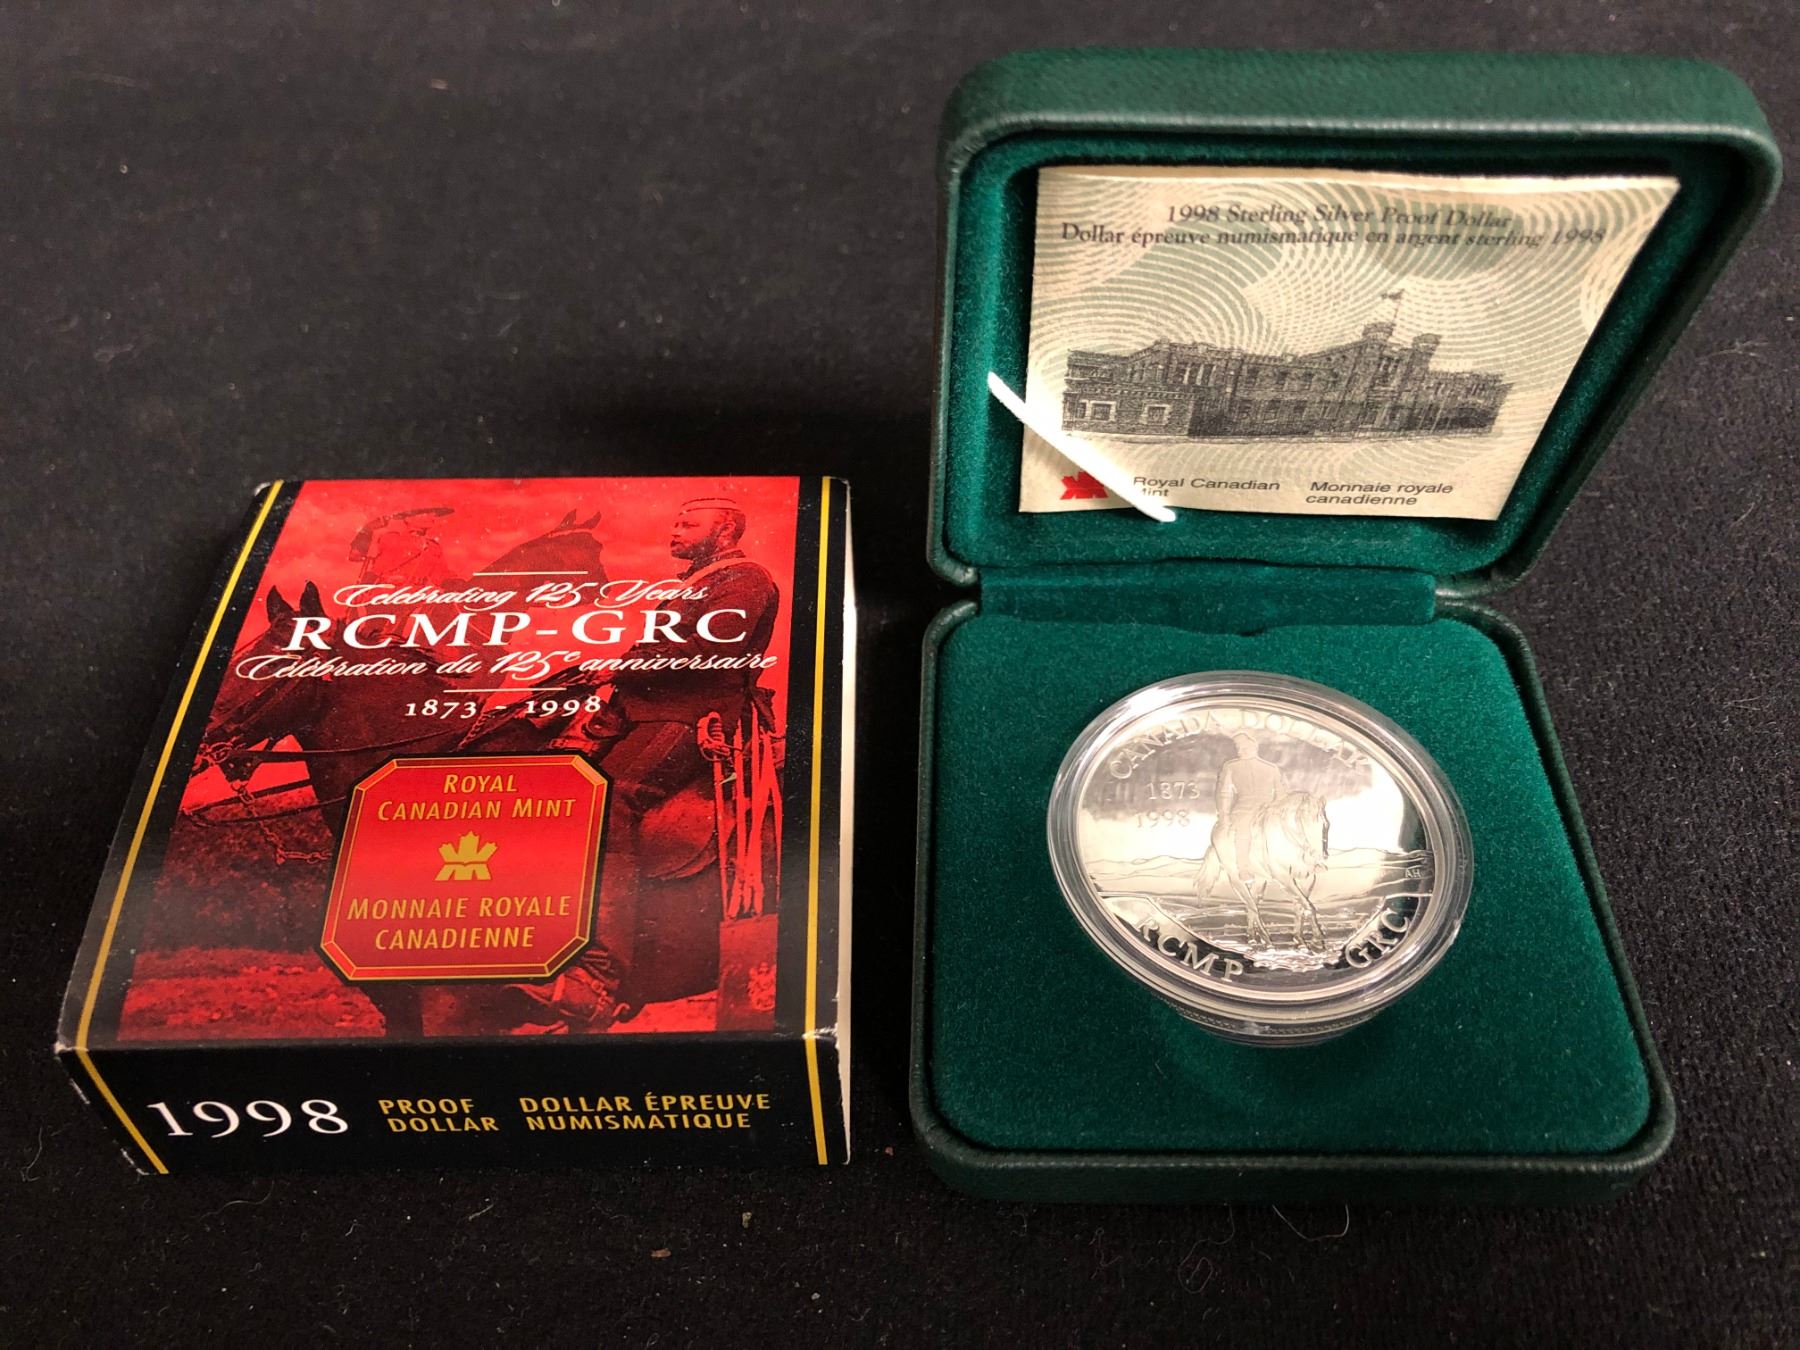 Celebrating 125 Years
RCMP-GRC
Célébration du 125e anniversaire
1873 - 1998
ROYAL
CANADIAN MINT
MONNAIE ROYALE
CANADIENNE
1998
PROOF
DOLLAR
DOLLAR ÉPREUVE
NUMISMATIQUE
1998 Sterling Silver Proof Dollar
Dollar épreuve numismatique en argent sterling 1998
Royal Canadian
Mint
Monnaie royale
canadienne
CANADA DOLLAR
1873
1998
AH
RCMP GRC